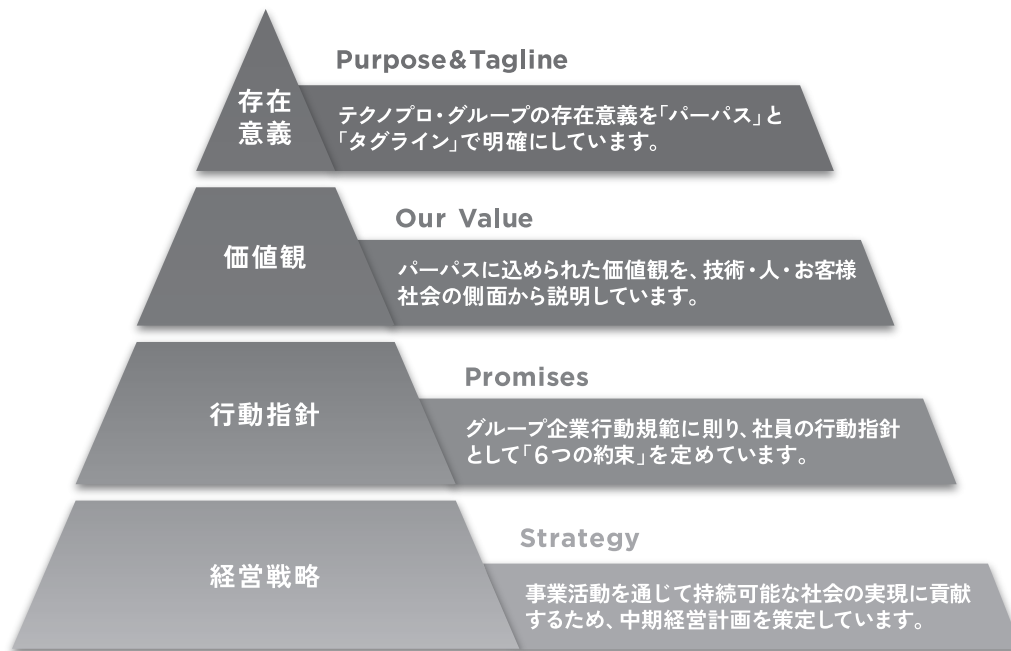 存在
意義
Purpose&Tagline
テクノプロ・グループの存在意義を「パーパス」と
「タグライン」で明確にしています。
価値観
Our Value
パーパスに込められた価値観を、技術・人・お客様
社会の側面から説明しています。
行動指針
Promises
グループ企業行動規範に則り、社員の行動指針
として「6つの約束」を定めています。
経営戦略
Strategy
事業活動を通じて持続可能な社会の実現に貢献
するため、中期経営計画を策定しています。